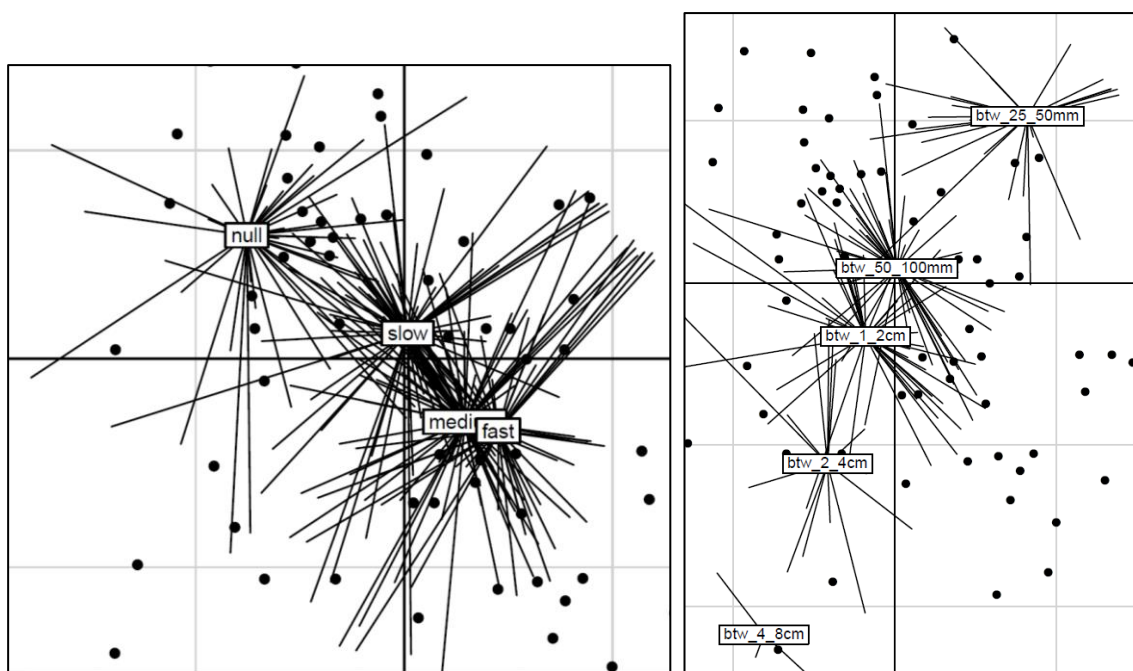 null
slow
medi
fast
btw_25_50mm
btw_50_100mm
btw_1_2cm
btw_2_4cm
btw_4_8cm